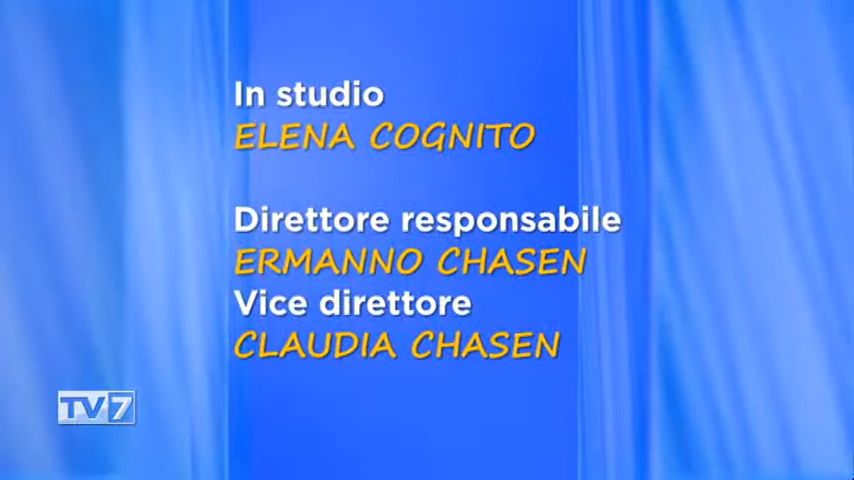 In studio
ELENA COGNITO
Direttore responsabile
ERMANNO CHASEN
Vice direttore
CLAUDIA CHASEN
TV7